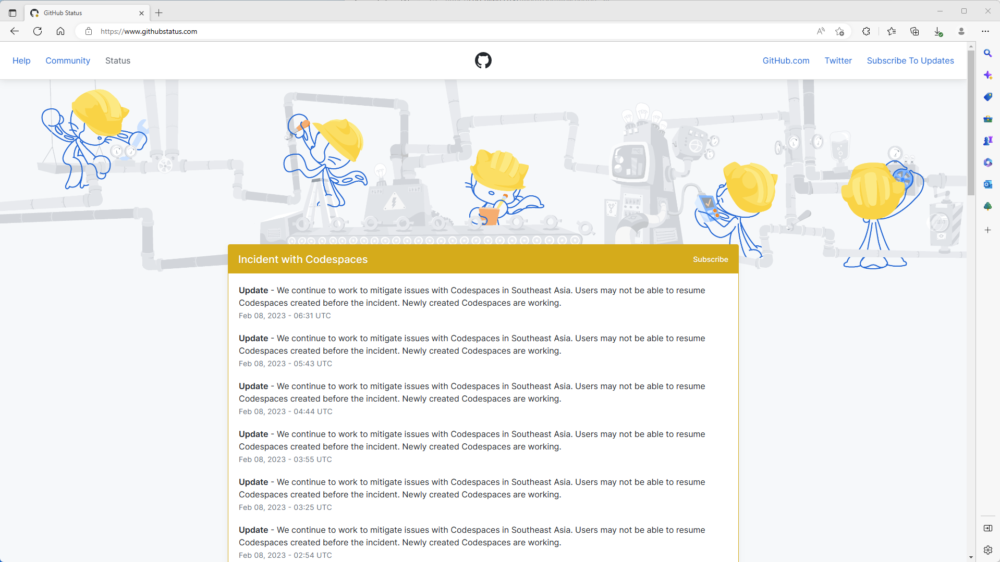 GitHub Status
https://www.githubstatus.com
Help
Community
Status
GitHub.com
Twitter
Subscribe To Updates
Incident with Codespaces
Subscribe
Update - We continue to work to mitigate issues with Codespaces in Southeast Asia. Users may not be able to resume
Codespaces created before the incident. Newly created Codespaces are working.
Feb 08, 2023 - 06:31 UTC
Update - We continue to work to mitigate issues with Codespaces in Southeast Asia. Users may not be able to resume
Codespaces created before the incident. Newly created Codespaces are working.
Feb 08, 2023 - 05:43 UTC
Update - We continue to work to mitigate issues with Codespaces in Southeast Asia. Users may not be able to resume
Codespaces created before the incident. Newly created Codespaces are working.
Feb 08, 2023 - 04:44 UTC
Update - We continue to work to mitigate issues with Codespaces in Southeast Asia. Users may not be able to resume
Codespaces created before the incident. Newly created Codespaces are working.
Feb 08, 2023 - 03:55 UTC
Update - We continue to work to mitigate issues with Codespaces in Southeast Asia. Users may not be able to resume
Codespaces created before the incident. Newly created Codespaces are working.
Feb 08, 2023 - 03:25 UTC
Update - We continue to work to mitigate issues with Codespaces in Southeast Asia. Users may not be able to resume
Codespaces created before the incident. Newly created Codespaces are working.
Feb 08, 2023 - 02:54 UTC